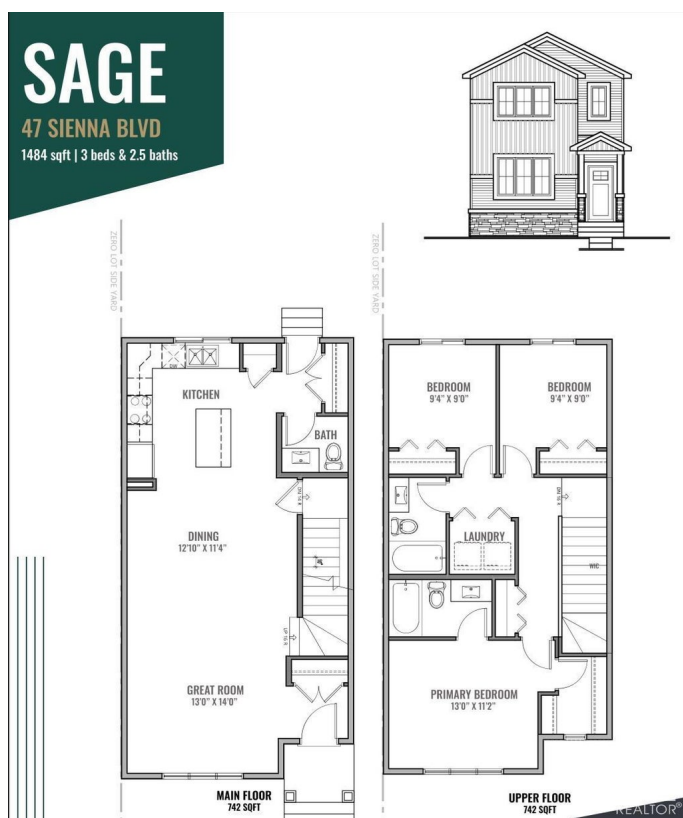 SAGE
47 SIENNA BLVD
1484 sqft | 3 beds & 2.5 baths
ZERO LOT SIDE YARD
ZERO LOT SIDE YARD
DW
KITCHEN
BATH
DINING
12'10" X 11'4"
GREAT ROOM
13'0" X 14'0"
MAIN FLOOR
742 SQFT
BEDROOM
9'4" X 9'0"
BEDROOM
9'4" X 9'0"
LAUNDRY
WIC
PRIMARY BEDROOM
13'0" X 11'2"
UPPER FLOOR
742 SQFT
REALTOR®